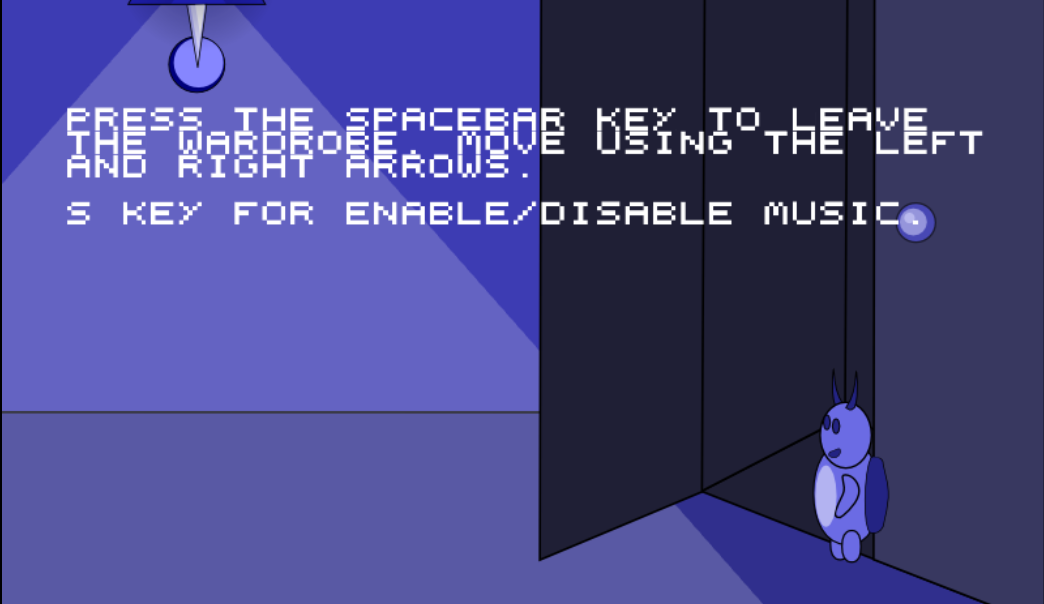 PRESS THE SPACEBAR KEY TO LEAVE
THE WARDROBE. MOVE USING THE LEFT
AND RIGHT ARROWS.
S KEY FOR ENABLE/DISABLE MUSIC.